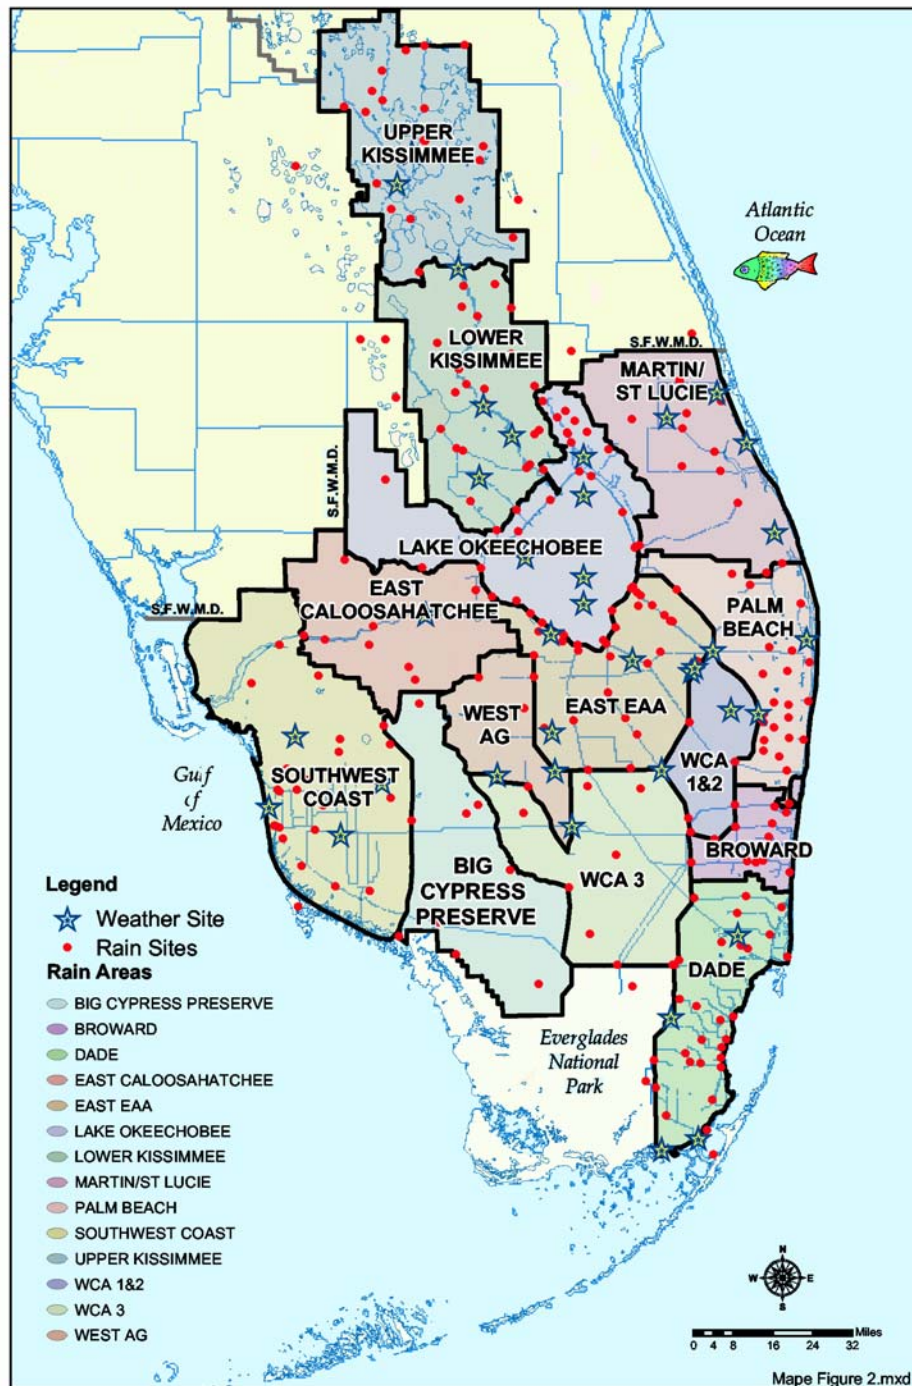 UPPER
KISSIMMEE
Atlantic
Ocean
LOWER
KISSIMMEE
S.F.W.M.D.
MARTIN/
ST LUCIE
S.F.W.M.D.
LAKE OKEECHOBEE
EAST
CALOOSAHATCHEE
S.F.W.M.D.
PALM
BEACH
WEST
AG
EAST EAA
WCA
1&2
SOUTHWEST
COAST
Gulf
of
Mexico
BROWARD
BIG
CYPRESS
PRESERVE
WCA 3
DADE
Everglades
National
Park
Legend
Weather Site
Rain Sites
Rain Areas
BIG CYPRESS PRESERVE
BROWARD
DADE
EAST CALOOSAHATCHEE
EAST EAA
LAKE OKEECHOBEE
LOWER KISSIMMEE
MARTIN/ST LUCIE
PALM BEACH
SOUTHWEST COAST
UPPER KISSIMMEE
WCA 1&2
WCA 3
WEST AG
N
W E
S
Miles
0 4 8 16 24 32
Mape Figure 2.mxd